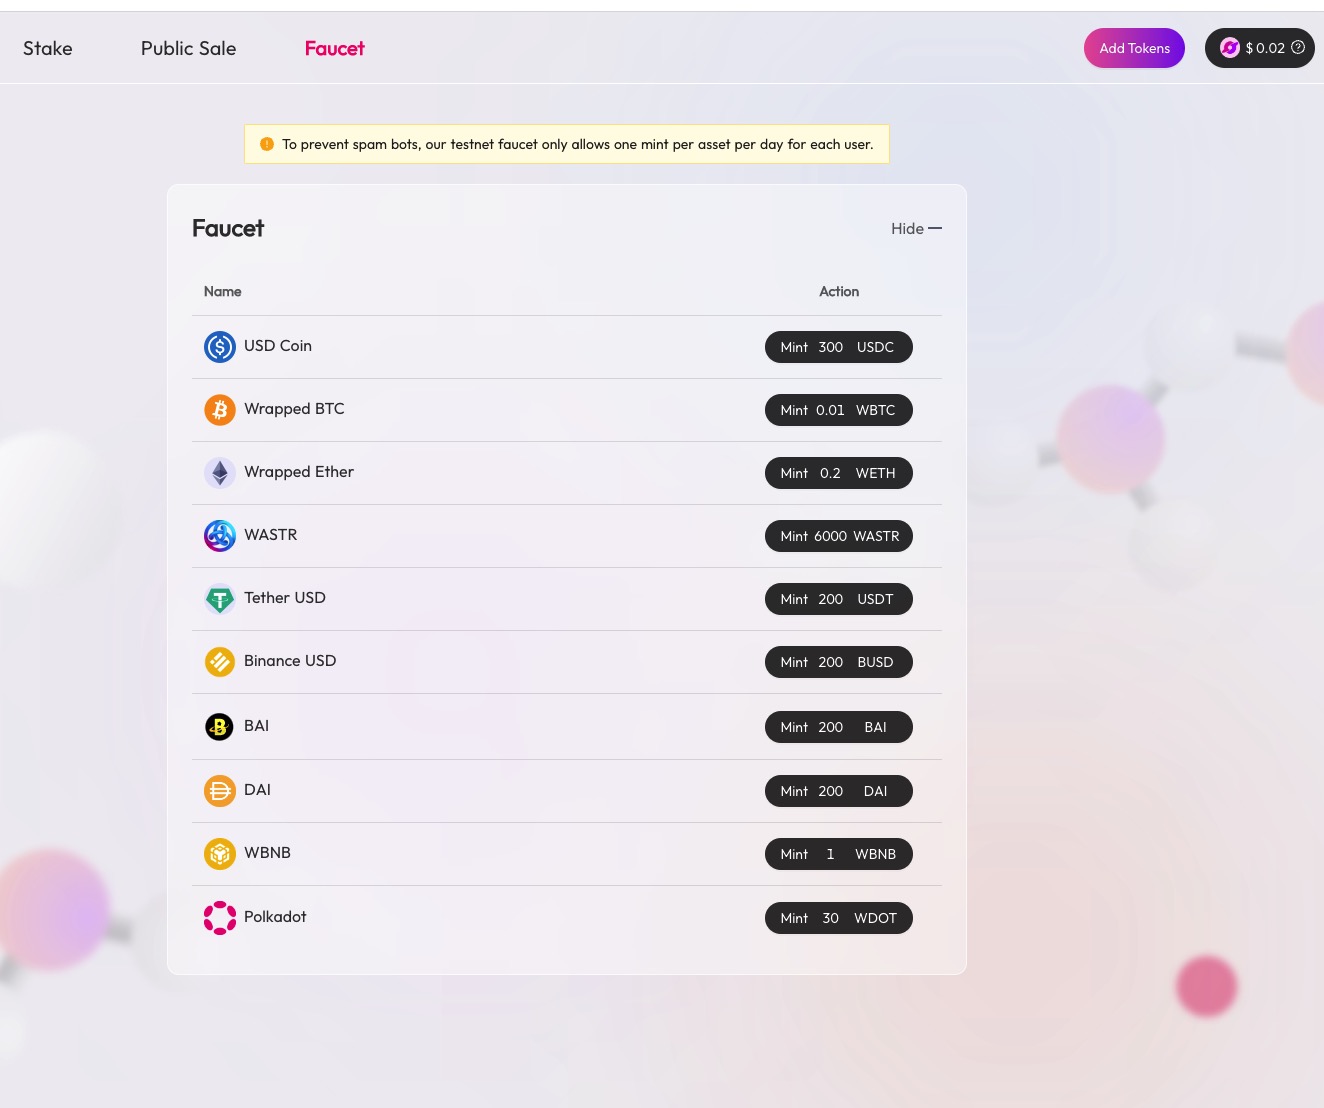 Stake Public Sale Faucet Add Tokens $ 0.02
To prevent spam bots, our testnet faucet only allows one mint per asset per day for each user.
Faucet Hide
Name Action
USD Coin Mint 300 USDC
Wrapped BTC Mint 0.01 WBTC
Wrapped Ether Mint 0.2 WETH
WASTR Mint 6000 WASTR
Tether USD Mint 200 USDT
Binance USD Mint 200 BUSD
BAI Mint 200 BAI
DAI Mint 200 DAI
WBNB Mint 1 WBNB
Polkadot Mint 30 WDOT